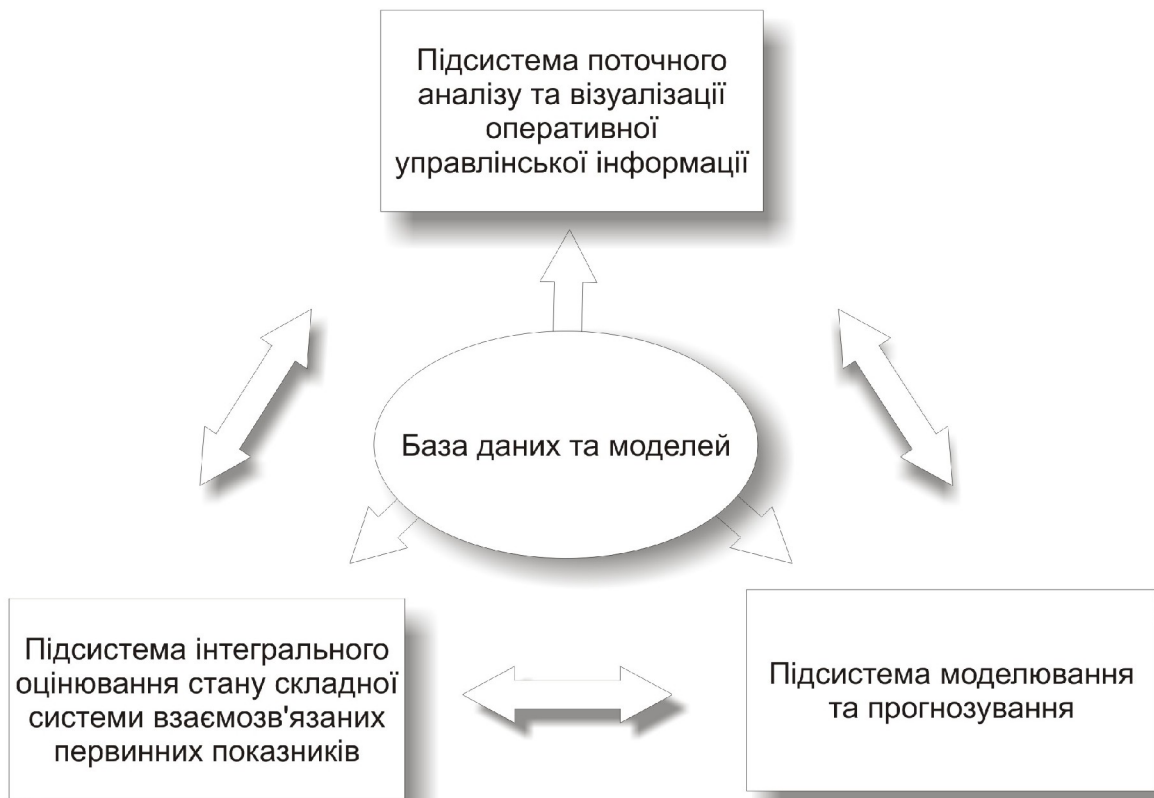 Підсистема поточного
аналізу та візуалізації
оперативної
управлінської інформації
База даних та моделей
Підсистема інтегрального
оцінювання стану складної
системи взаємозв'язаних
первинних показників
Підсистема моделювання
та прогнозування